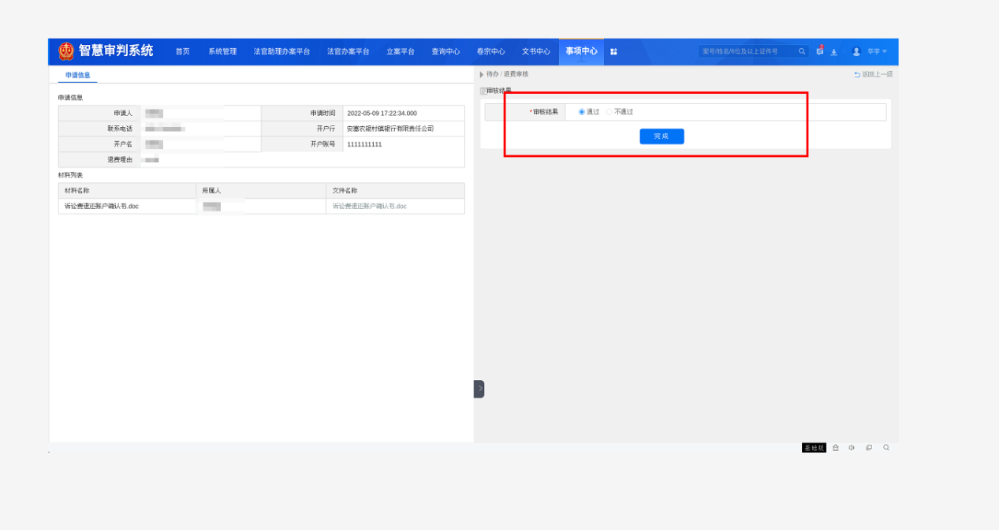 智慧审判系统 首页 系统管理 法官助理办案平台 法官办案平台 立案平台 查询中心 卷宗中心 文书中心 事项中心 案号/姓名/6位及以上证件号 华宇
申请信息
申请信息
申请人 申请时间 2022-05-09 17:22:34.000
联系电话 开户行 安塞农银村镇银行有限责任公司
开户名 开户账号 1111111111
退费理由
材料列表
材料名称 所属人 文件名称
诉讼费退还账户确认书.doc 诉讼费退还账户确认书.doc
待办 / 退费审核 返回上一级
审核结果
*审核结果 通过 不通过
完成
基础版